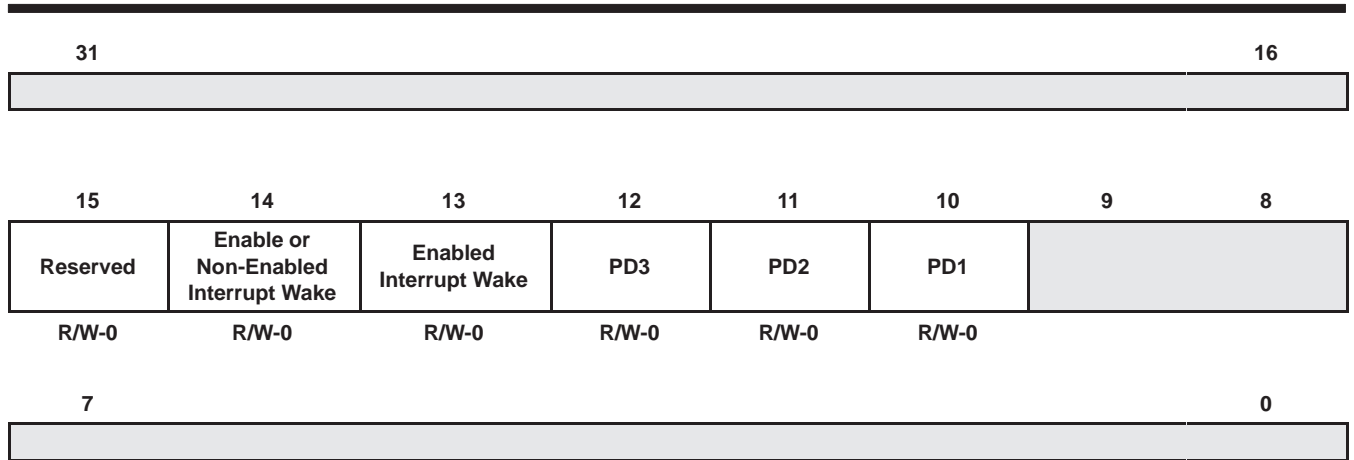 31 16
15 14 13 12 11 10 9 8
Reserved
Enable or
Non-Enabled
Interrupt Wake
Enabled
Interrupt Wake
PD3
PD2
PD1
R/W-0 R/W-0 R/W-0 R/W-0 R/W-0 R/W-0
7 0